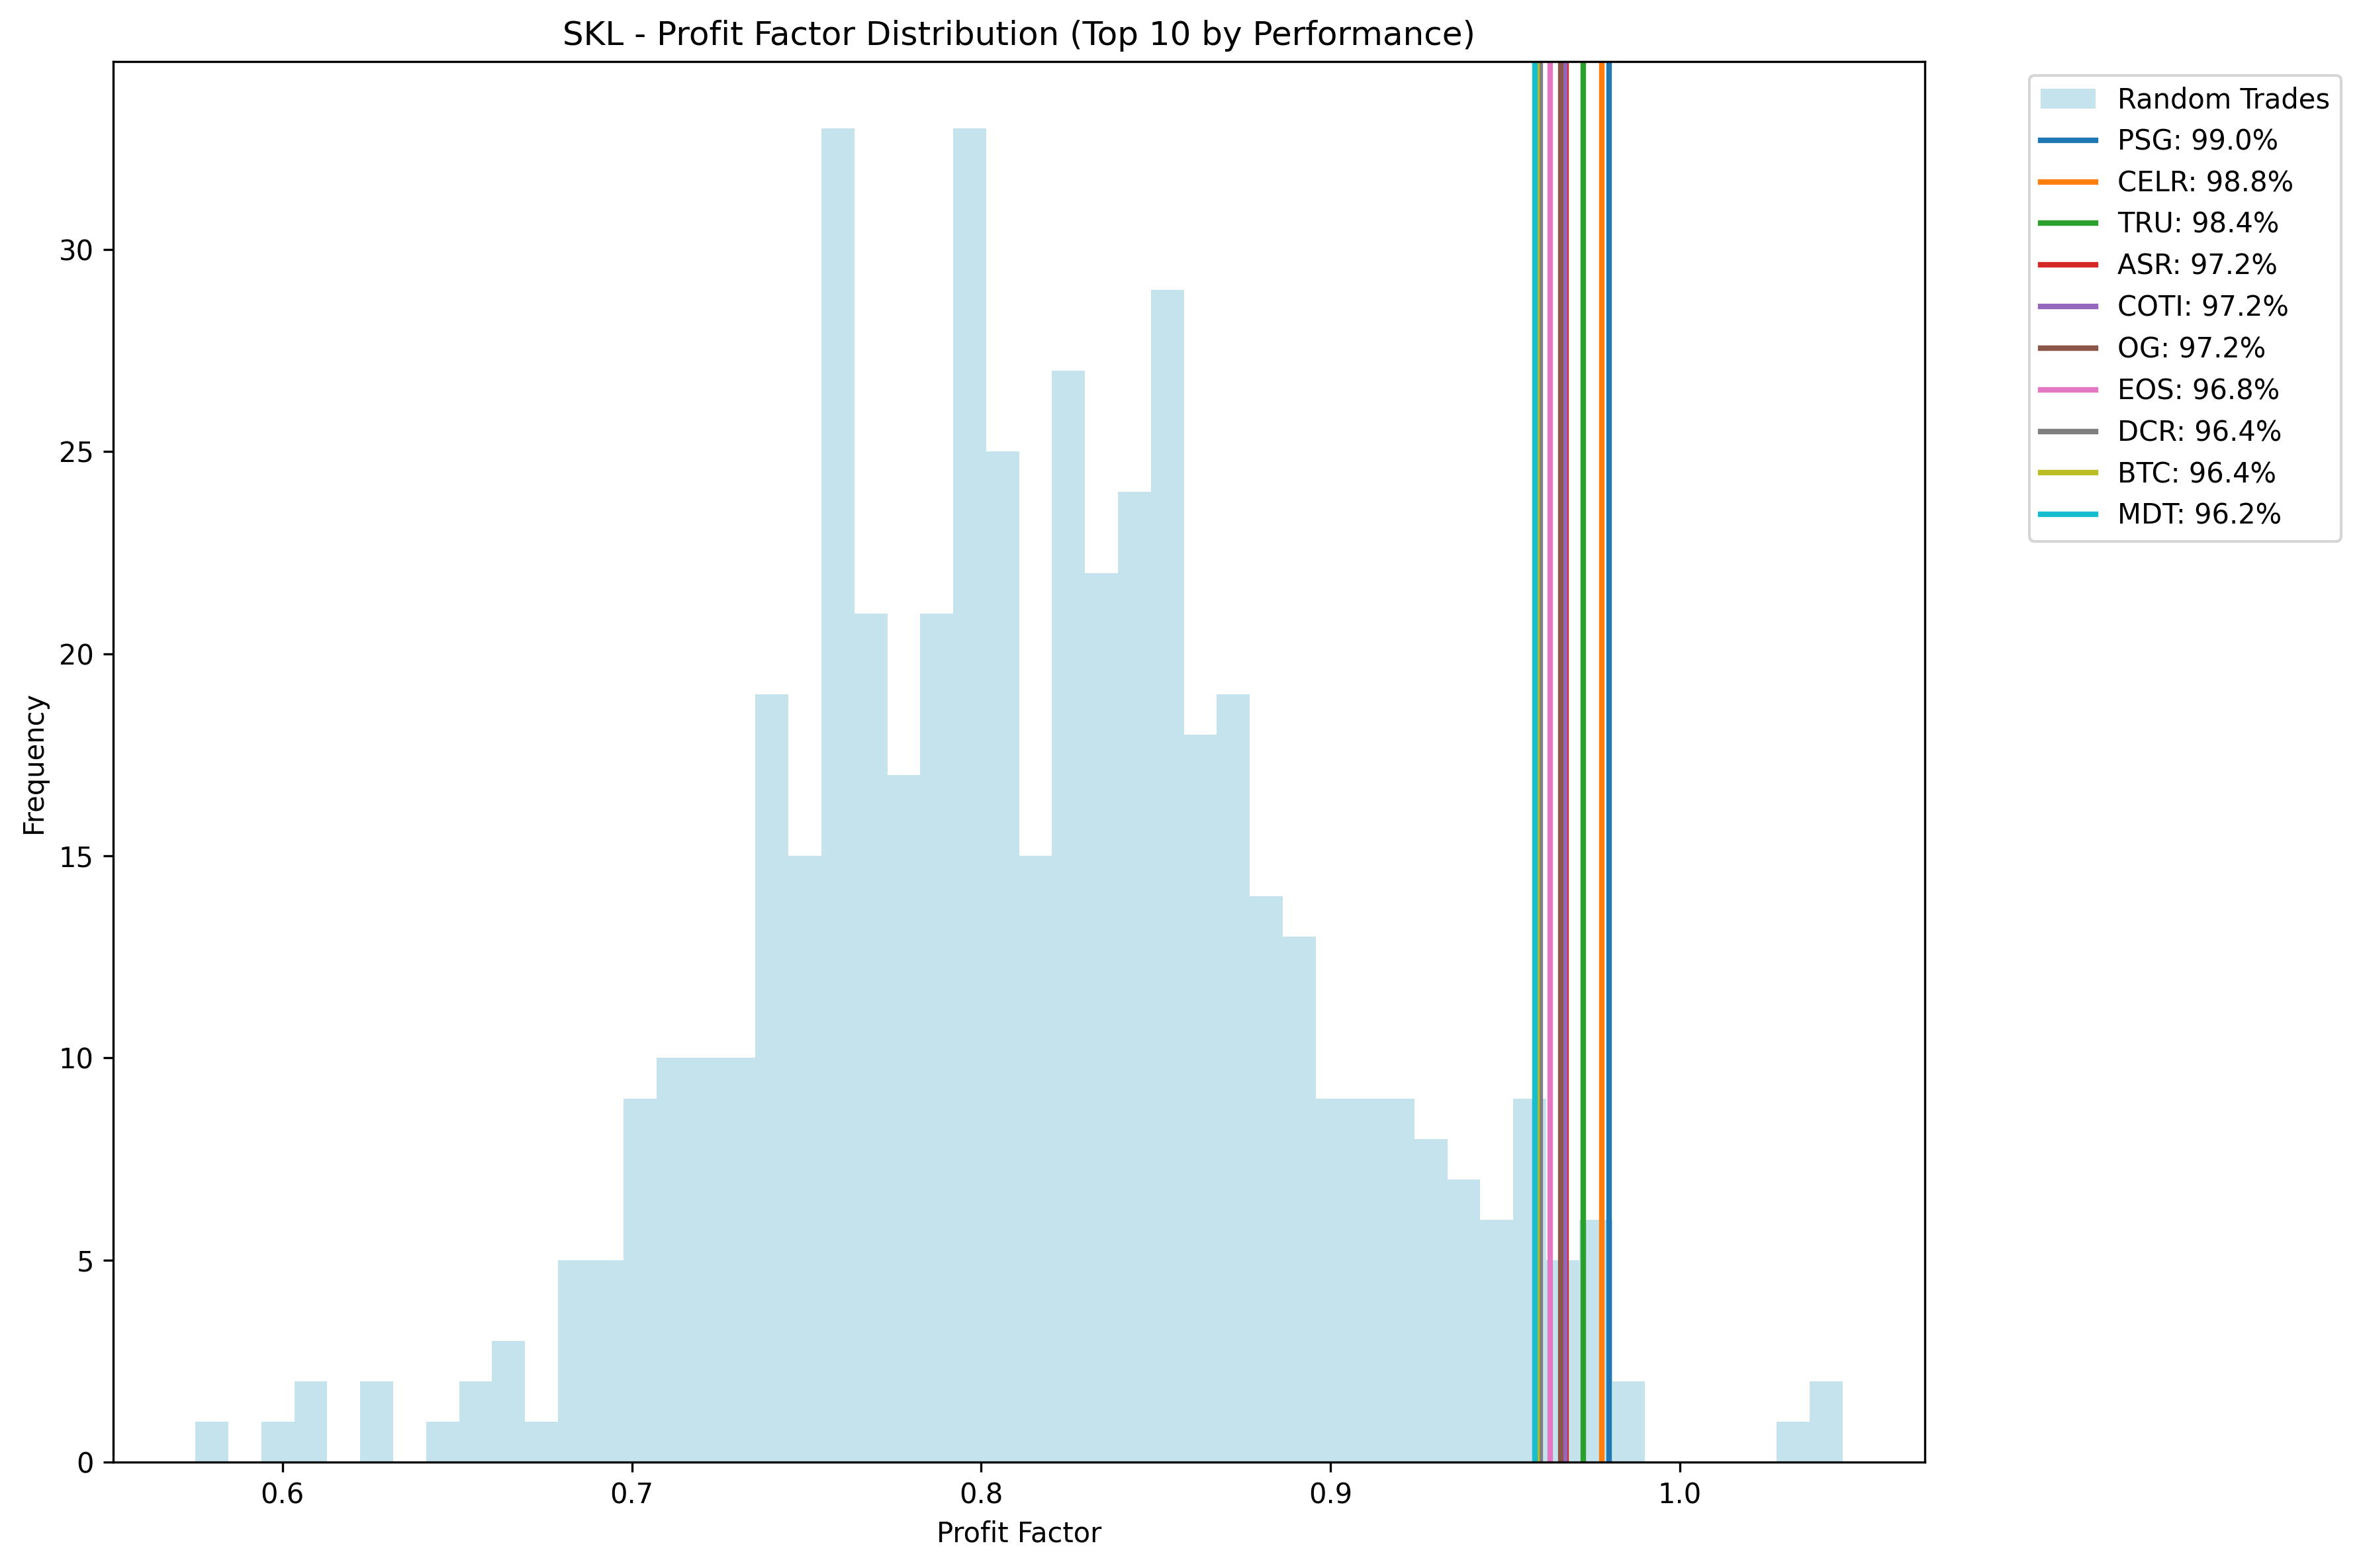 SKL - Profit Factor Distribution (Top 10 by Performance)
Random Trades
PSG: 99.0%
CELR: 98.8%
TRU: 98.4%
ASR: 97.2%
COTI: 97.2%
OG: 97.2%
EOS: 96.8%
DCR: 96.4%
BTC: 96.4%
MDT: 96.2%
Frequency
30
25
20
15
10
5
0
0.6 0.7 0.8 0.9 1.0
Profit Factor